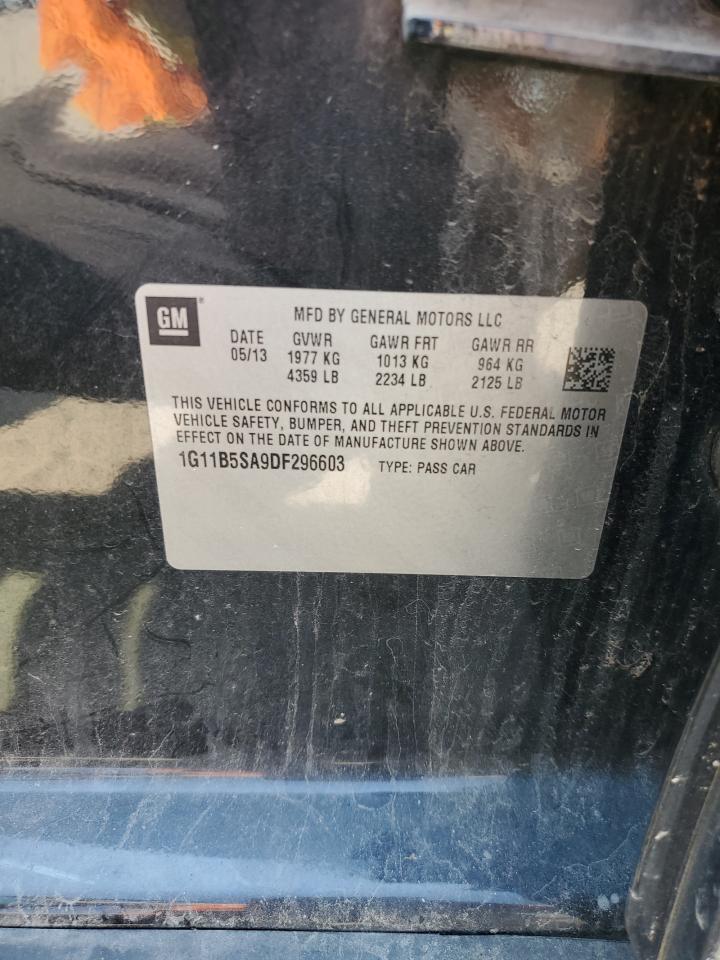 GM
MFD BY GENERAL MOTORS LLC
DATE GVWR GAWR FRT GAWR RR
05/13 1977 KG 1013 KG 964 KG
4359 LB 2234 LB 2125 LB
THIS VEHICLE CONFORMS TO ALL APPLICABLE U.S. FEDERAL MOTOR
VEHICLE SAFETY, BUMPER, AND THEFT PREVENTION STANDARDS IN
EFFECT ON THE DATE OF MANUFACTURE SHOWN ABOVE.
1G11B5SA9DF296603 TYPE: PASS CAR